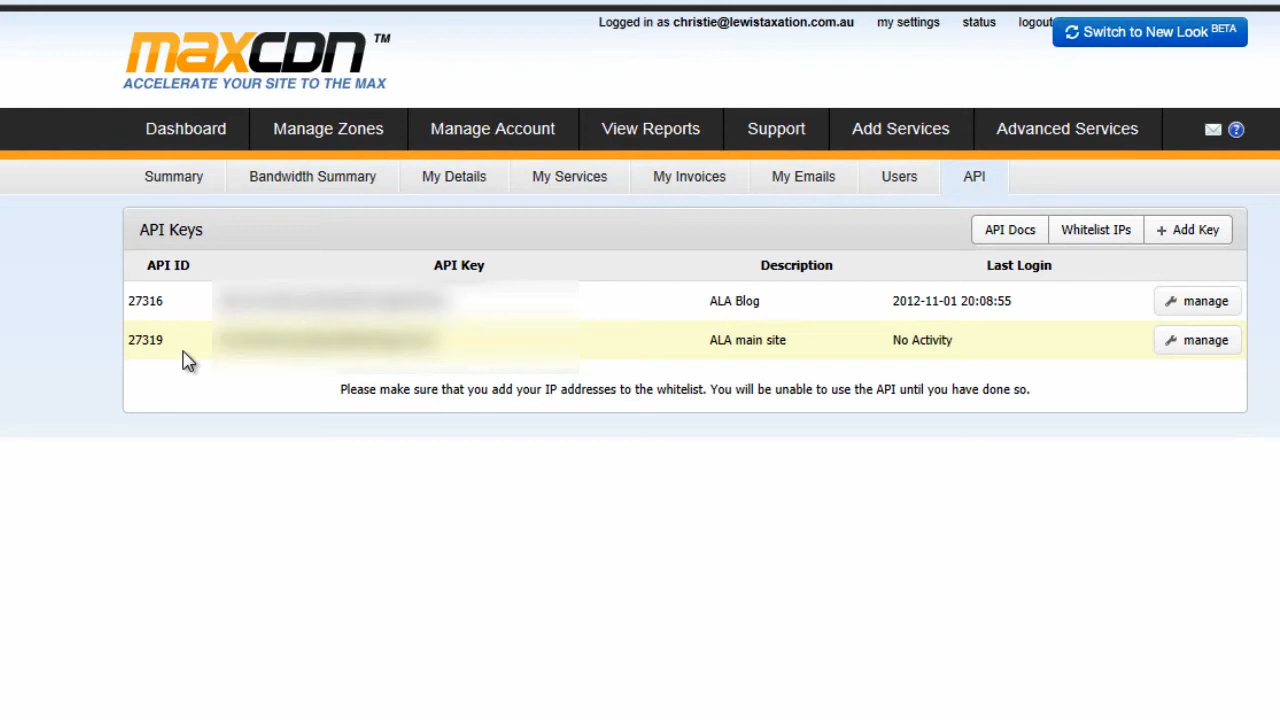 Logged in as christie@lewistaxation.com.au my settings status logout
Switch to New Look BETA
maxcdn ™
ACCELERATE YOUR SITE TO THE MAX
Dashboard Manage Zones Manage Account View Reports Support Add Services Advanced Services
Summary Bandwidth Summary My Details My Services My Invoices My Emails Users API
API Keys API Docs Whitelist IPs + Add Key
API ID API Key Description Last Login
27316 ALA Blog 2012-11-01 20:08:55 manage
27319 ALA main site No Activity manage
Please make sure that you add your IP addresses to the whitelist. You will be unable to use the API until you have done so.